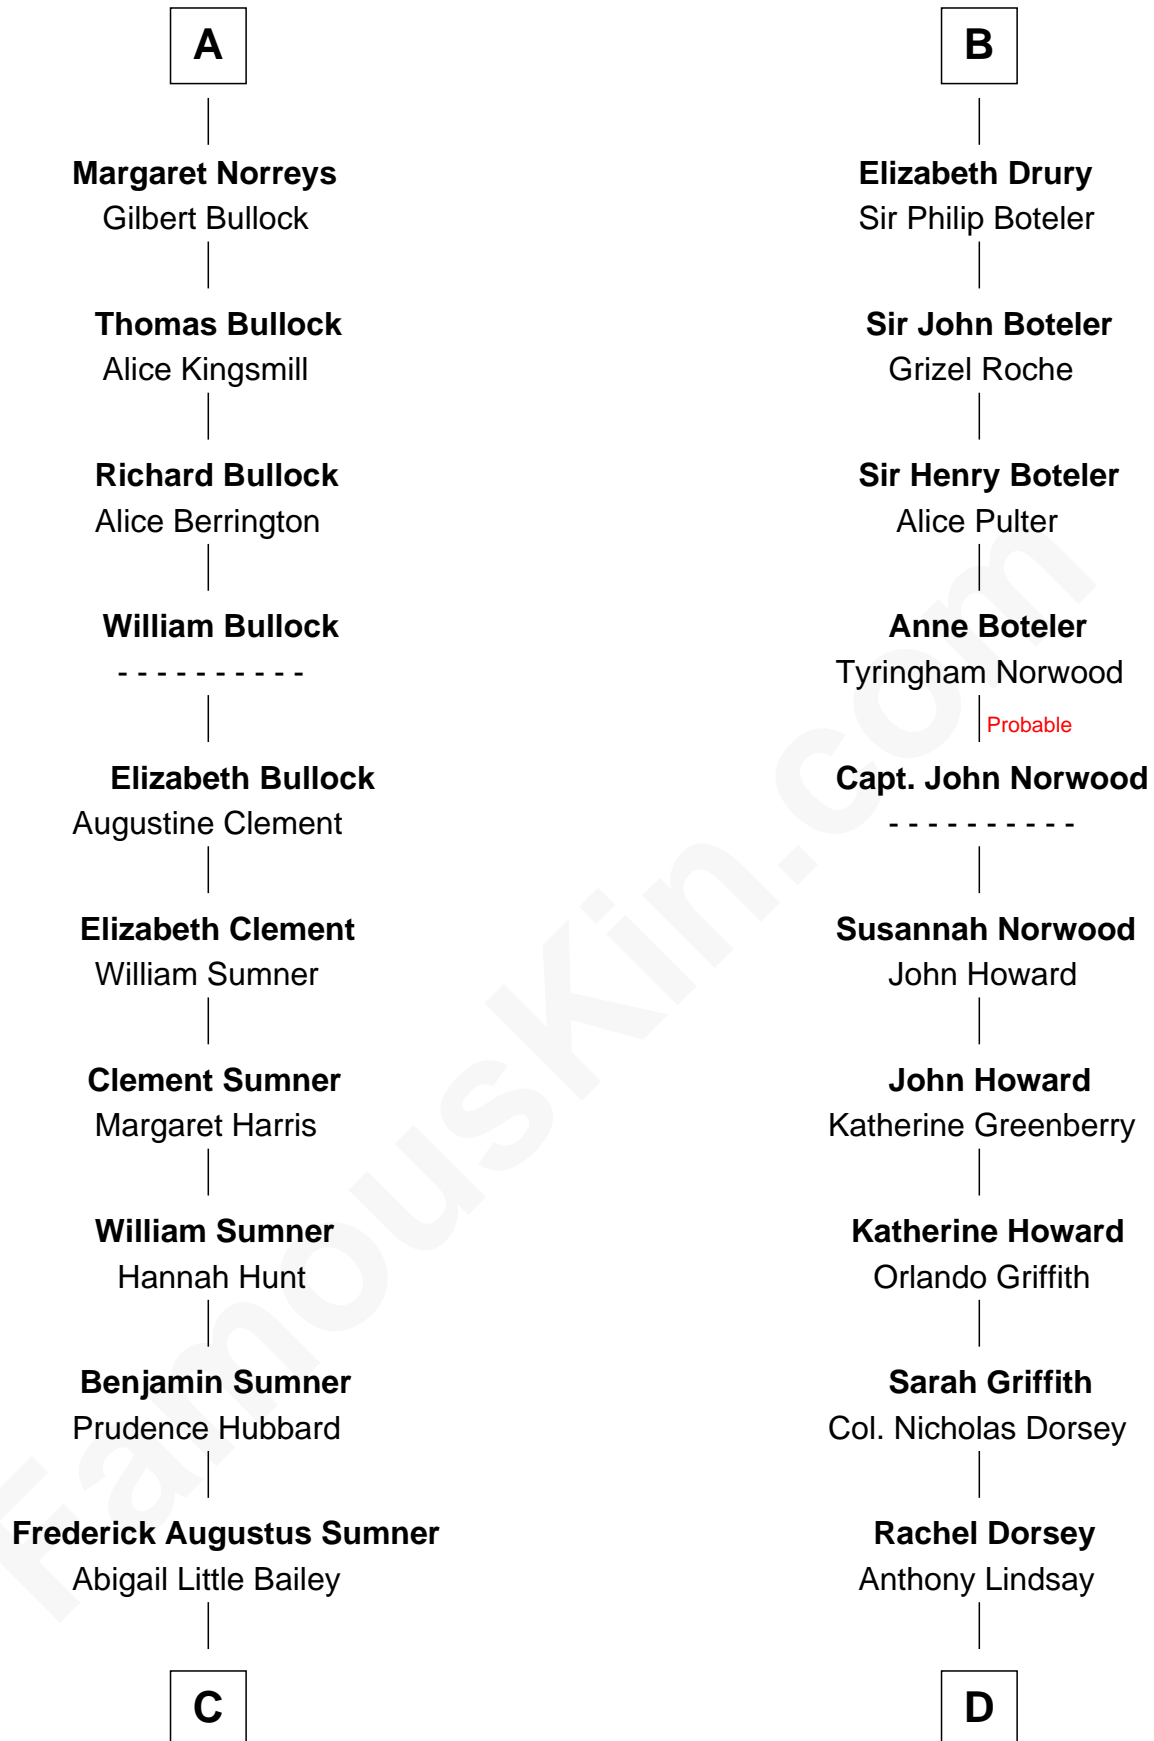 A
Margaret Norreys
Gilbert Bullock
Thomas Bullock
Alice Kingsmill
Richard Bullock
Alice Berrington
William Bullock
- - - - - - - - - -
Elizabeth Bullock
Augustine Clement
Elizabeth Clement
William Sumner
Clement Sumner
Margaret Harris
William Sumner
Hannah Hunt
Benjamin Sumner
Prudence Hubbard
Frederick Augustus Sumner
Abigail Little Bailey
C
B
Elizabeth Drury
Sir Philip Boteler
Sir John Boteler
Grizel Roche
Sir Henry Boteler
Alice Pulter
Anne Boteler
Tyringham Norwood
Probable
Capt. John Norwood
- - - - - - - - - -
Susannah Norwood
John Howard
John Howard
Katherine Greenberry
Katherine Howard
Orlando Griffith
Sarah Griffith
Col. Nicholas Dorsey
Rachel Dorsey
Anthony Lindsay
D
FamousKin.com